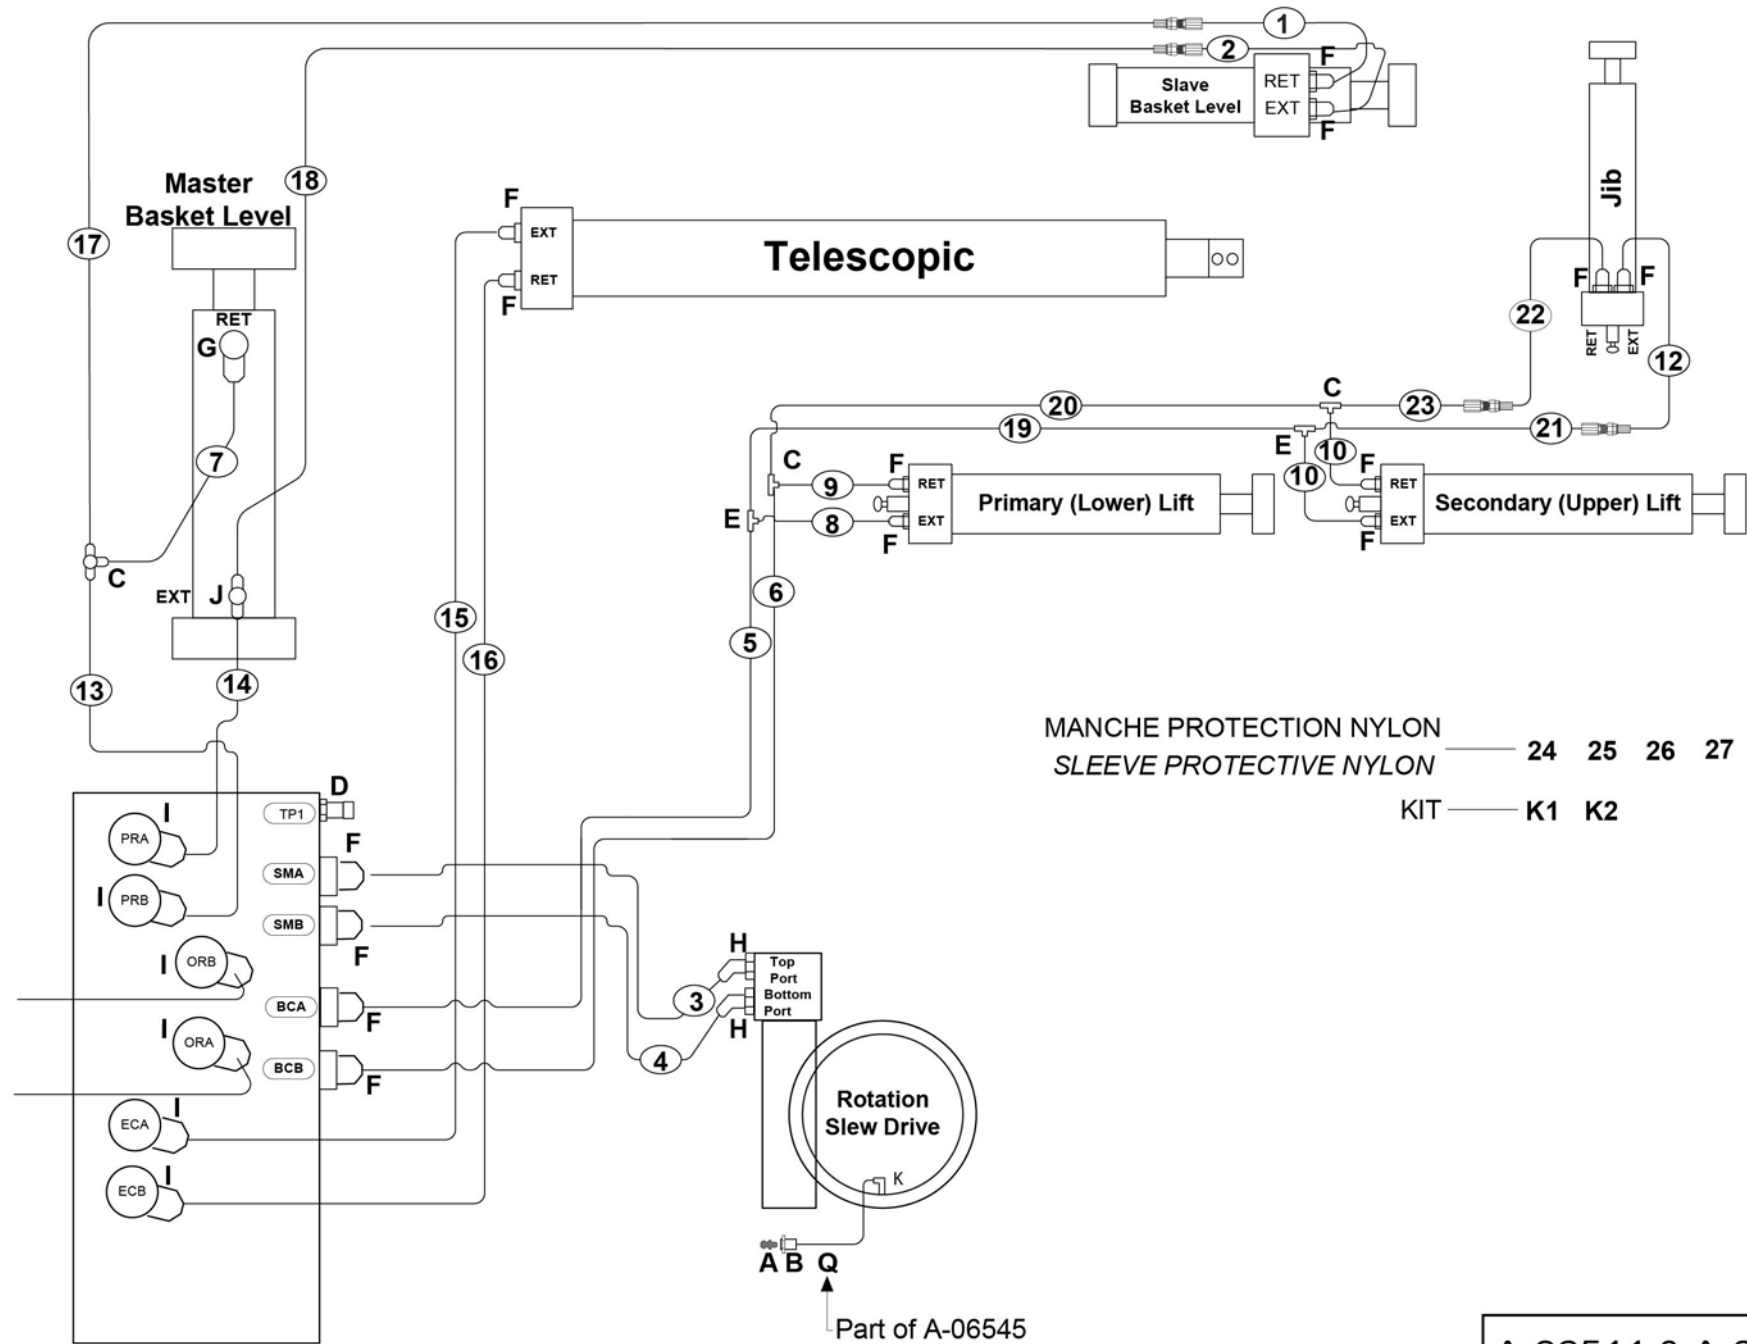 1
2
F
Slave
Basket Level
RET
EXT
F
Jib
F
F
RET
EXT
22
12
Master
Basket Level
17
18
RET
G
7
C
EXT
J
13
14
F
EXT
RET
F
Telescopic
15
16
20
C
23
19
E
10
10
21
C
9
F
RET
E
8
EXT
F
Primary (Lower) Lift
F
RET
EXT
F
Secondary (Upper) Lift
6
5
MANCHE PROTECTION NYLON
SLEEVE PROTECTIVE NYLON
24 25 26 27
KIT
K1 K2
TP1
D
PRA
I
SMA
F
PRB
I
SMB
F
ORB
I
BCA
F
ORA
I
BCB
F
ECA
I
ECB
I
3
4
H
Top
Port
Bottom
Port
H
Rotation
Slew Drive
K
A B Q
Part of A-06545